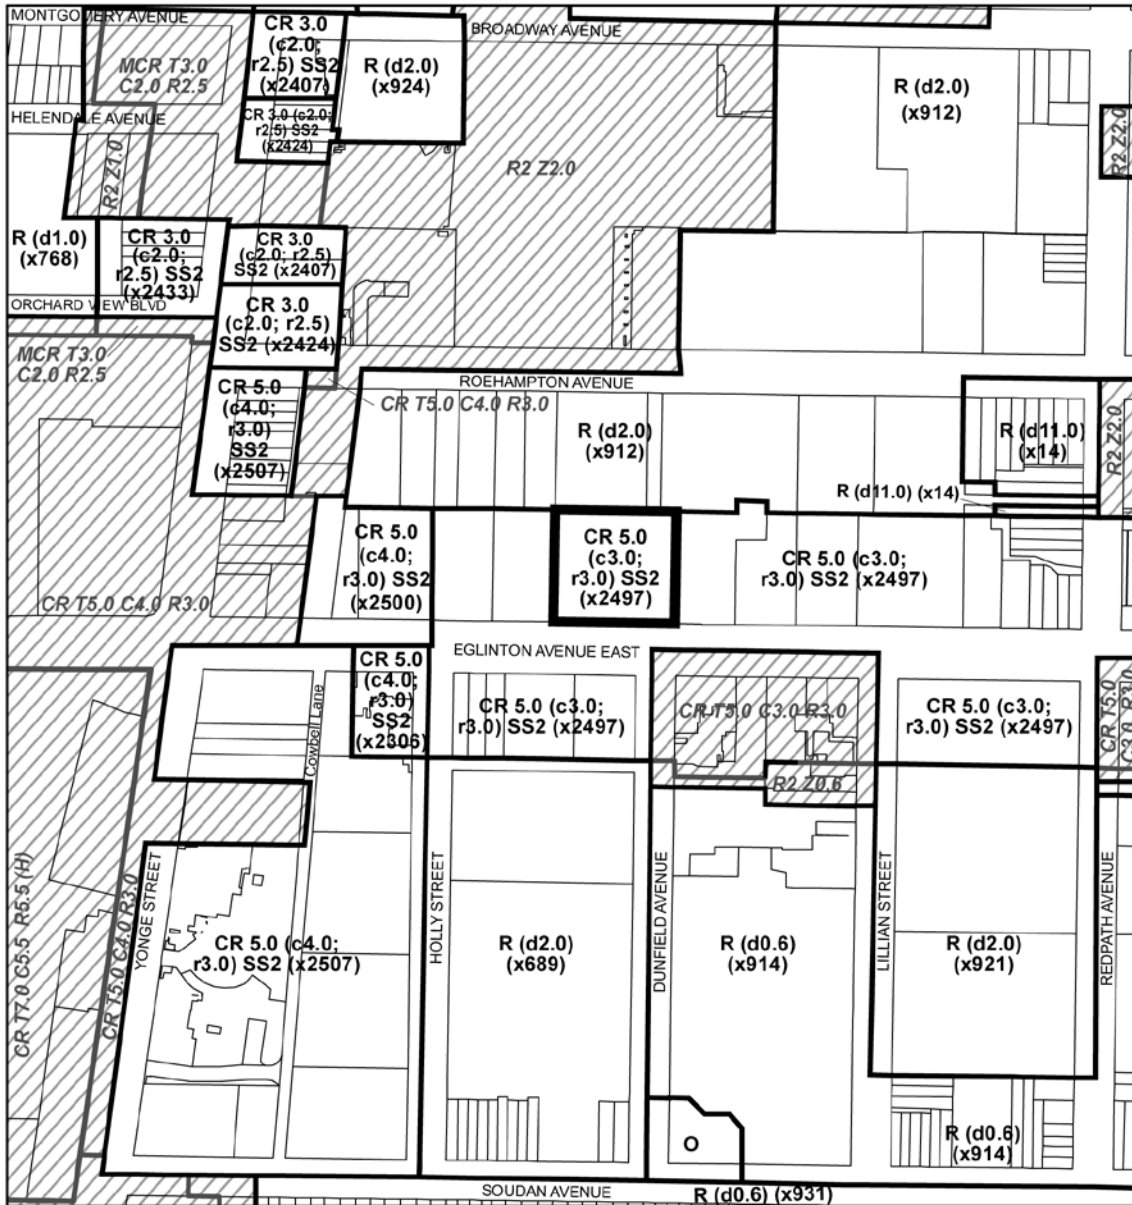 MONTGOMERY AVENUE
BROADWAY AVENUE
CR 3.0
(c2.0;
r2.5) SS2
(x2407)
MCR T3.0
C2.0 R2.5
R (d2.0)
(x924)
R (d2.0)
(x912)
HELENDALE AVENUE
CR 3.0 (c2.0;
r2.5) SS2
(x2424)
R2 Z1.0
R2 Z2.0
R2 Z2.0
R (d1.0)
(x768)
CR 3.0
(c2.0;
r2.5) SS2
(x2433)
CR 3.0
(c2.0; r2.5)
SS2 (x2407)
ORCHARD VIEW BLVD
CR 3.0
(c2.0; r2.5)
SS2 (x2424)
MCR T3.0
C2.0 R2.5
ROEHAMPTON AVENUE
CR 5.0
(c4.0;
r3.0)
SS2
(x2507)
CR T5.0 C4.0 R3.0
R (d2.0)
(x912)
R (d11.0)
(x14)
R2 Z2.0
R (d11.0) (x14)
CR 5.0
(c4.0;
r3.0) SS2
(x2500)
CR 5.0
(c3.0;
r3.0) SS2
(x2497)
CR 5.0 (c3.0;
r3.0) SS2 (x2497)
CR T5.0 C4.0 R3.0
EGLINTON AVENUE EAST
CR 5.0
(c4.0;
r3.0)
SS2
(x2306)
Cowbell Lane
CR 5.0 (c3.0;
r3.0) SS2 (x2497)
CR T5.0 C3.0 R3.0
CR 5.0 (c3.0;
r3.0) SS2 (x2497)
CR T5.0
C3.0 R3.0
R2 Z0.6
CR T7.0 C5.5 R5.5 (H)
CR T5.0 C4.0 R3.0
YONGE STREET
CR 5.0 (c4.0;
r3.0) SS2 (x2507)
HOLLY STREET
R (d2.0)
(x689)
DUNFIELD AVENUE
R (d0.6)
(x914)
LILLIAN STREET
R (d2.0)
(x921)
REDPATH AVENUE
O
R (d0.6)
(x914)
SOUDAN AVENUE
R (d0.6) (x931)